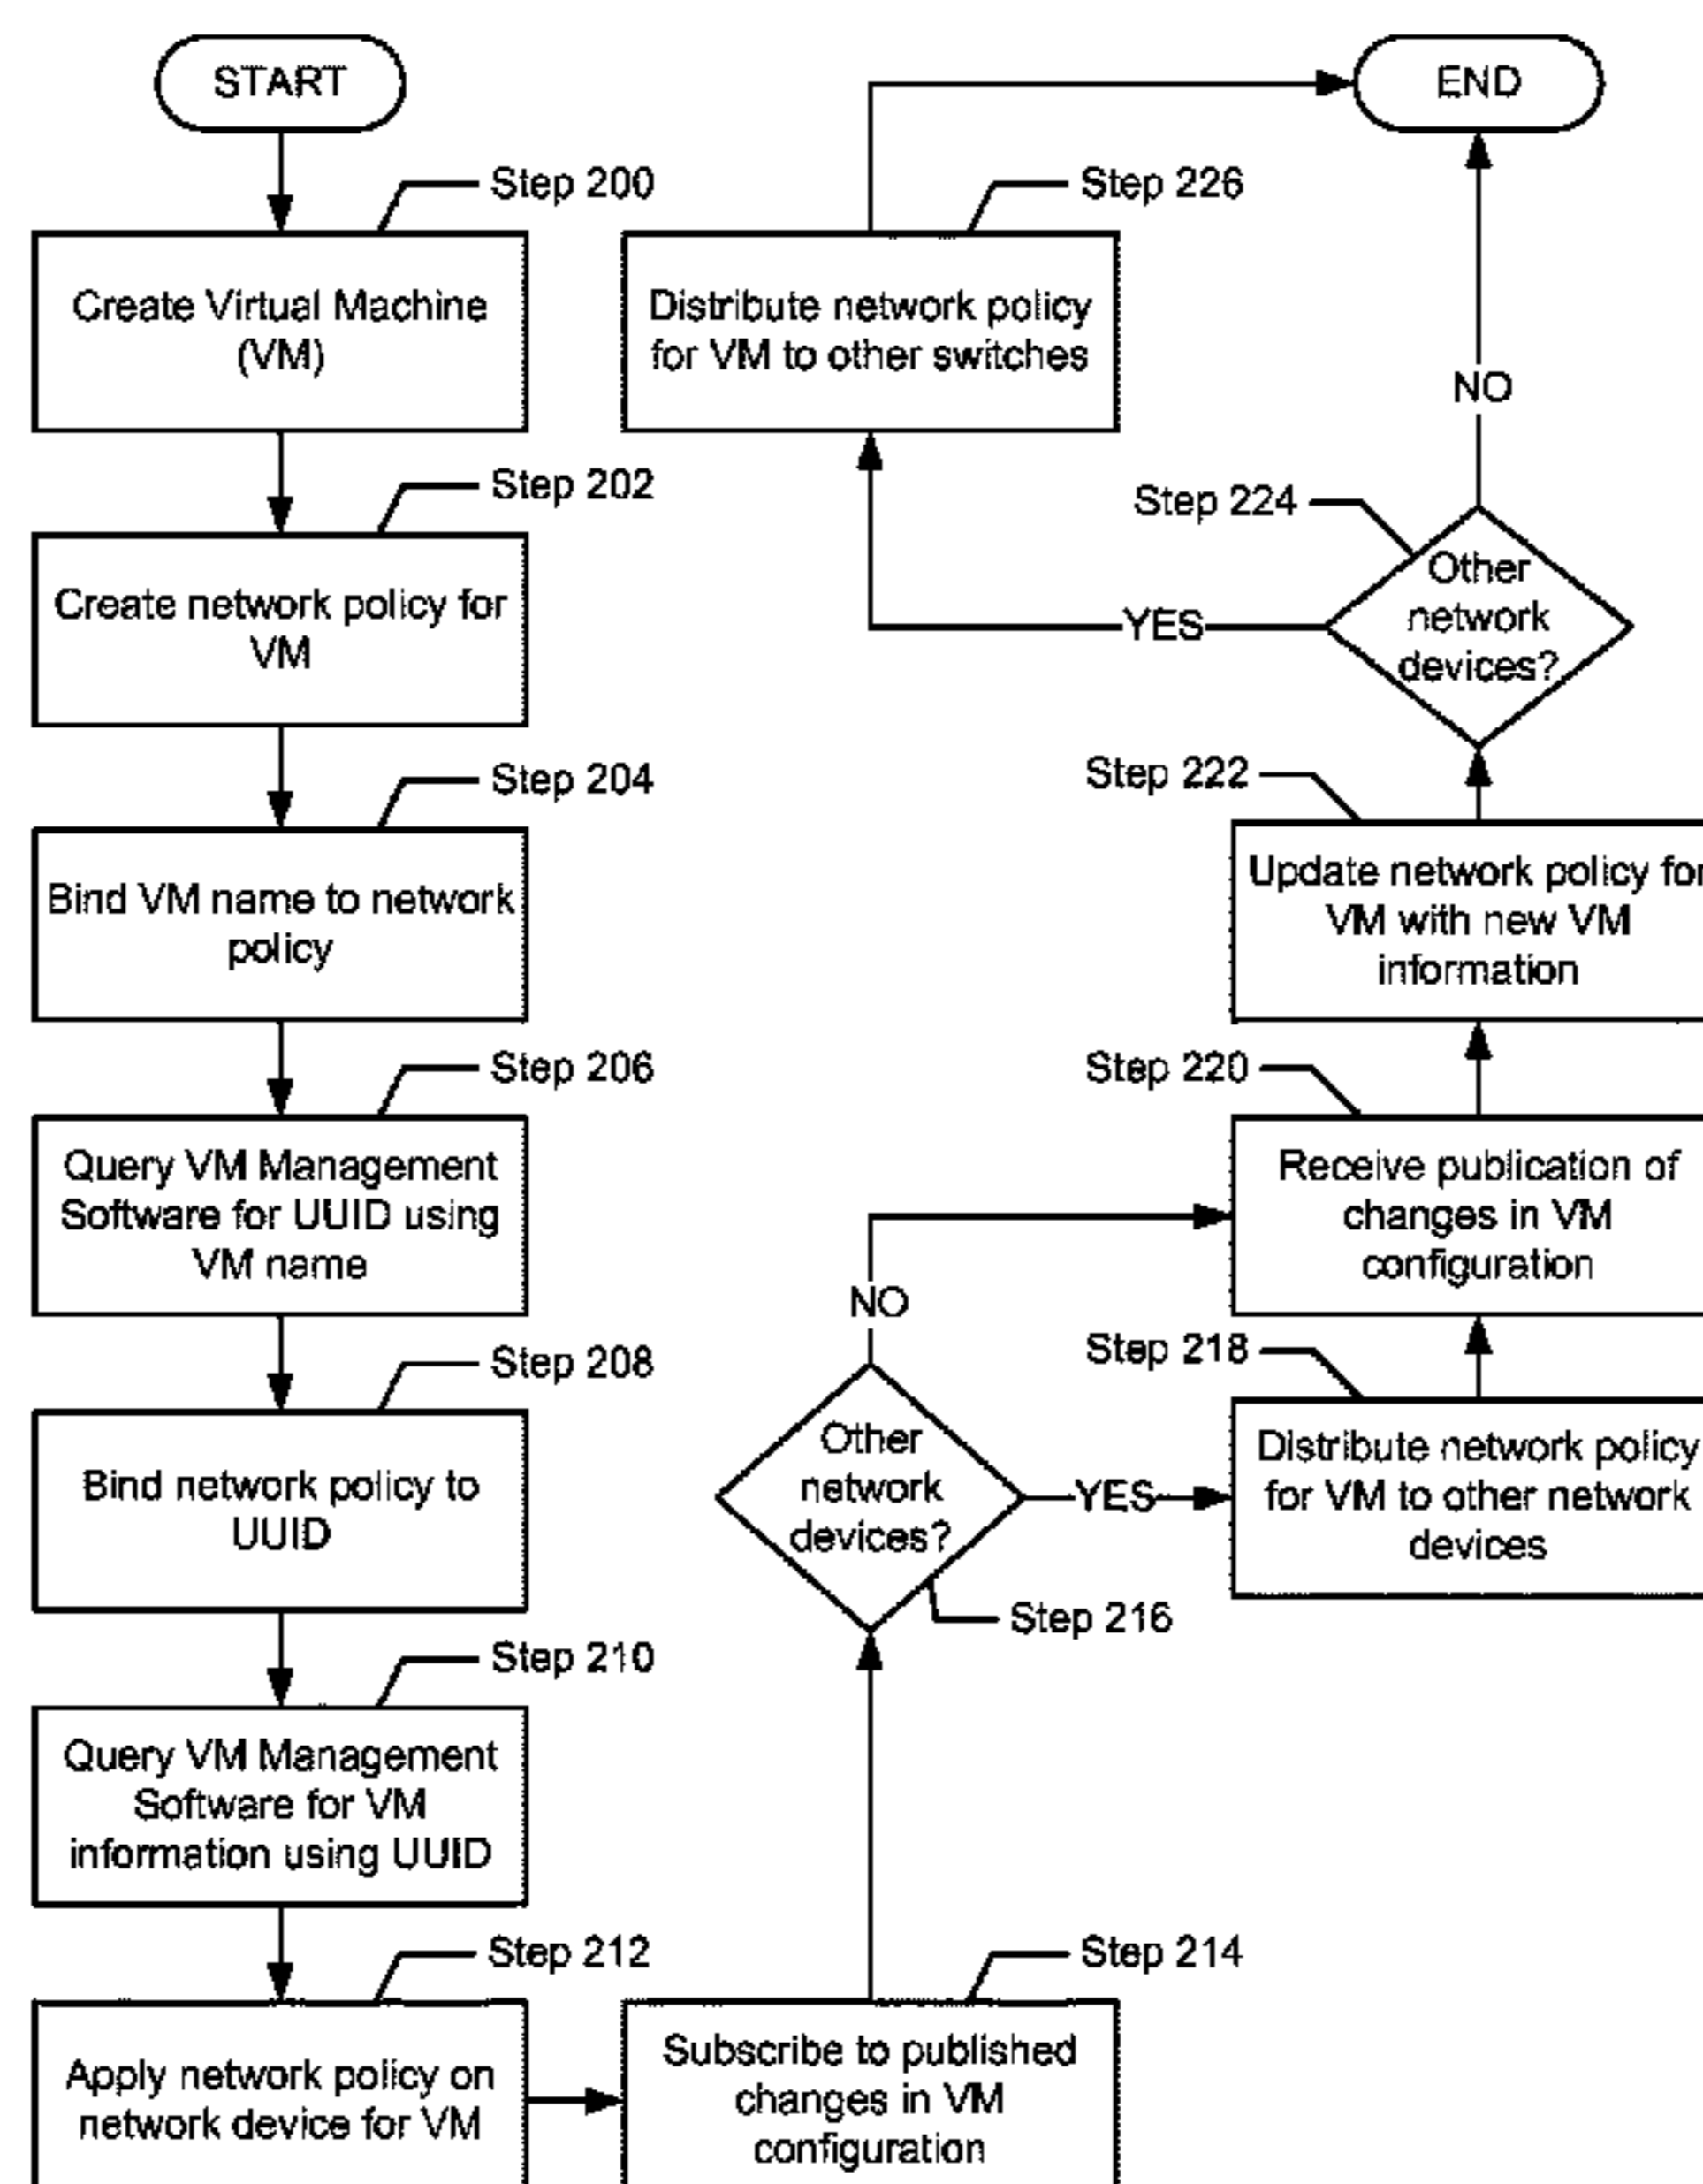 START
Step 200
Create Virtual Machine
(VM)
Step 202
Create network policy for
VM
Step 204
Bind VM name to network
policy
Step 206
Query VM Management
Software for UUID using
VM name
Step 208
Bind network policy to
UUID
Step 210
Query VM Management
Software for VM
information using UUID
Step 212
Apply network policy on
network device for VM
Step 214
Subscribe to published
changes in VM
configuration
Other
network
devices?
Step 216
NO
YES
Step 218
Distribute network policy
for VM to other network
devices
Step 220
Receive publication of
changes in VM
configuration
Step 222
Update network policy for
VM with new VM
information
Step 224
Other
network
devices?
YES
NO
Step 226
Distribute network policy
for VM to other switches
END